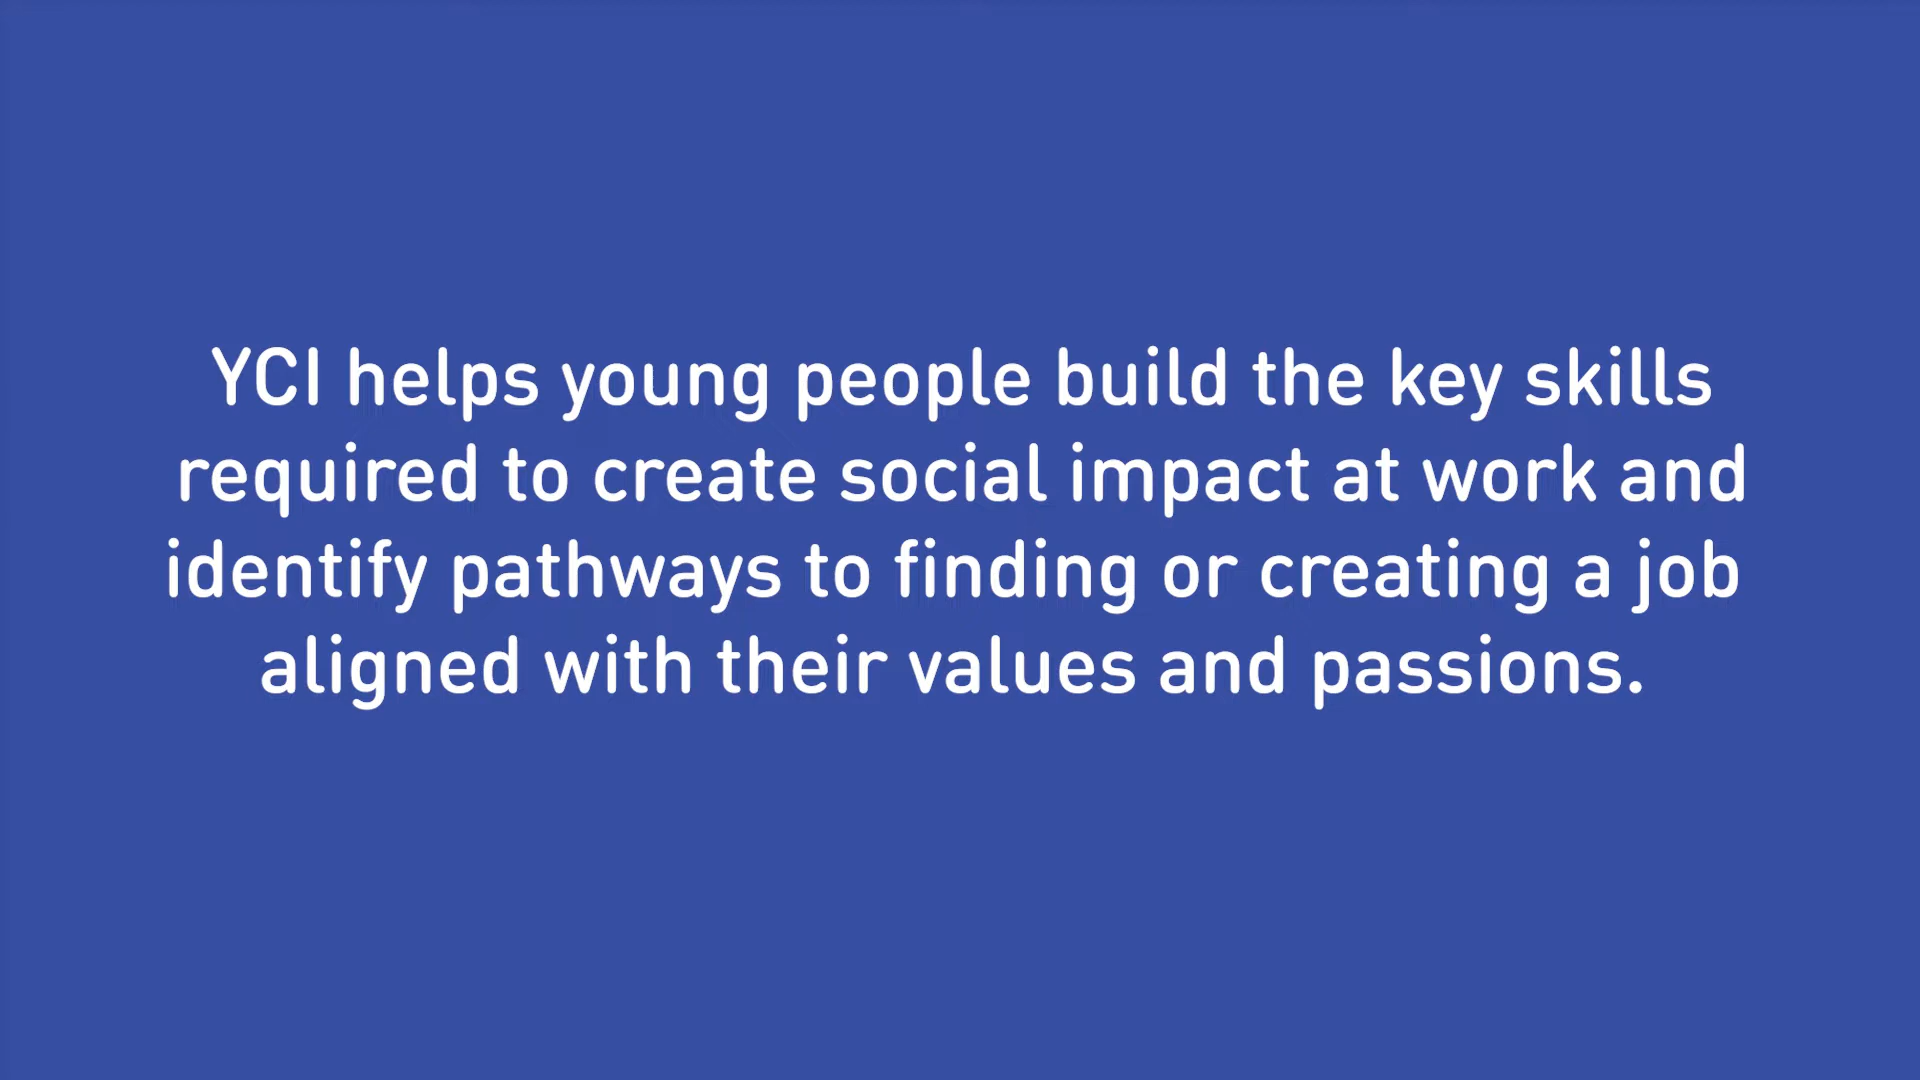 YCI helps young people build the key skills
required to create social impact at work and
identify pathways to finding or creating a job
aligned with their values and passions.